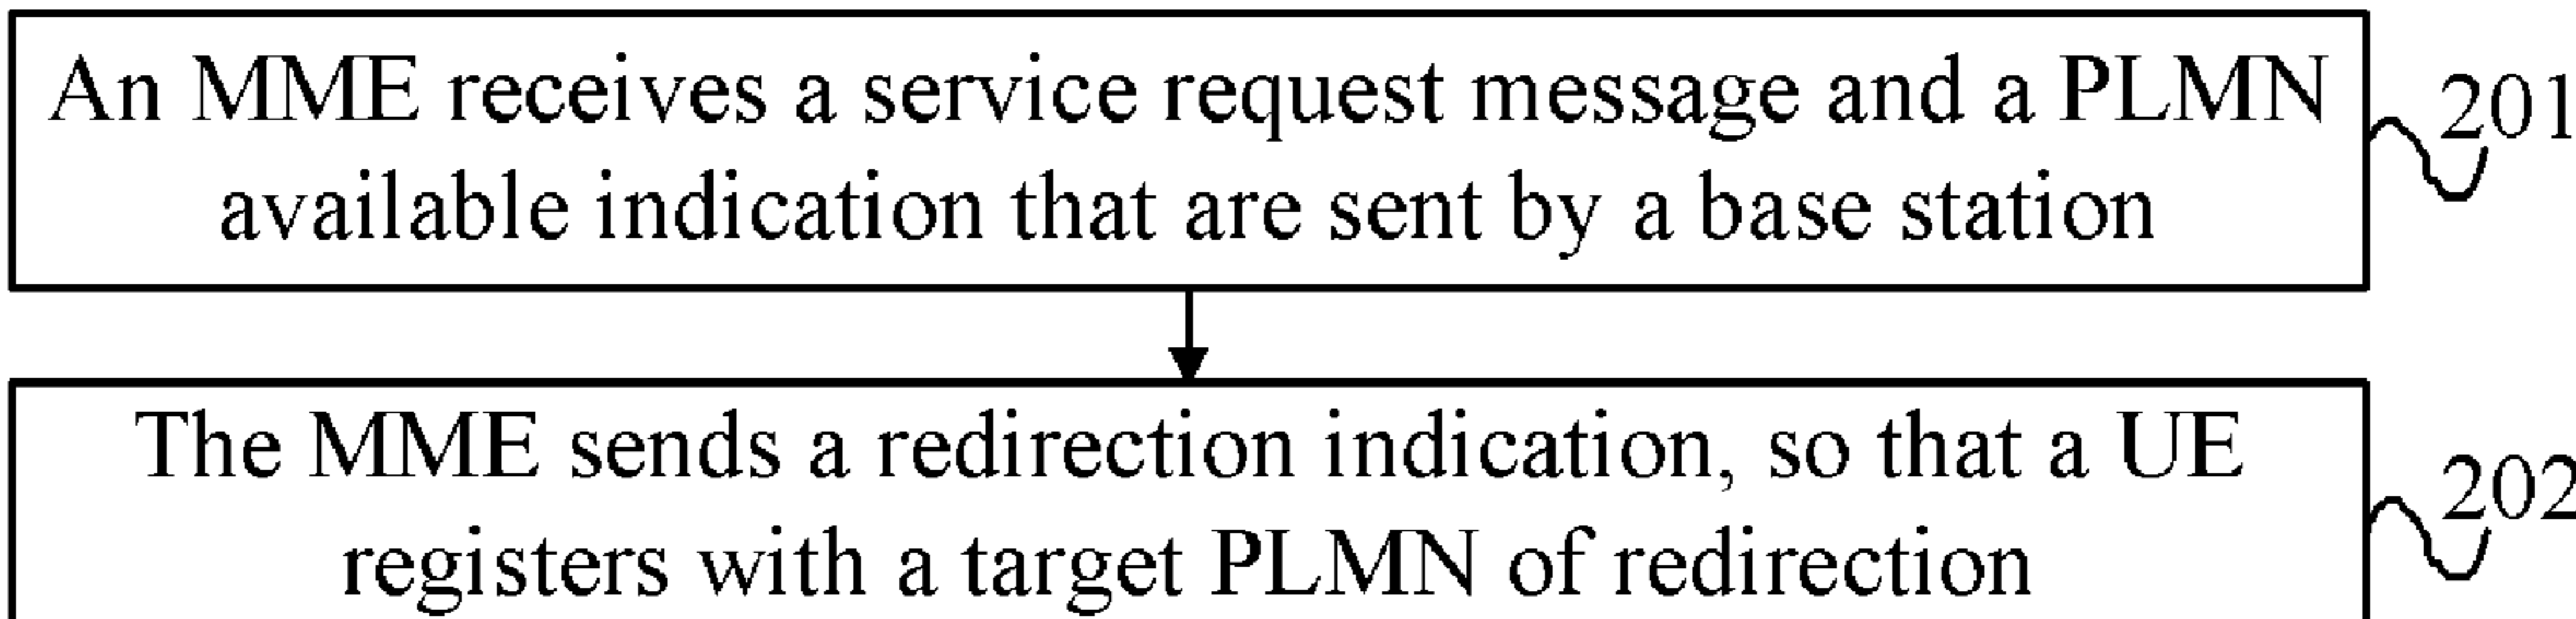 An MME receives a service request message and a PLMN
available indication that are sent by a base station
201
The MME sends a redirection indication, so that a UE
registers with a target PLMN of redirection
202